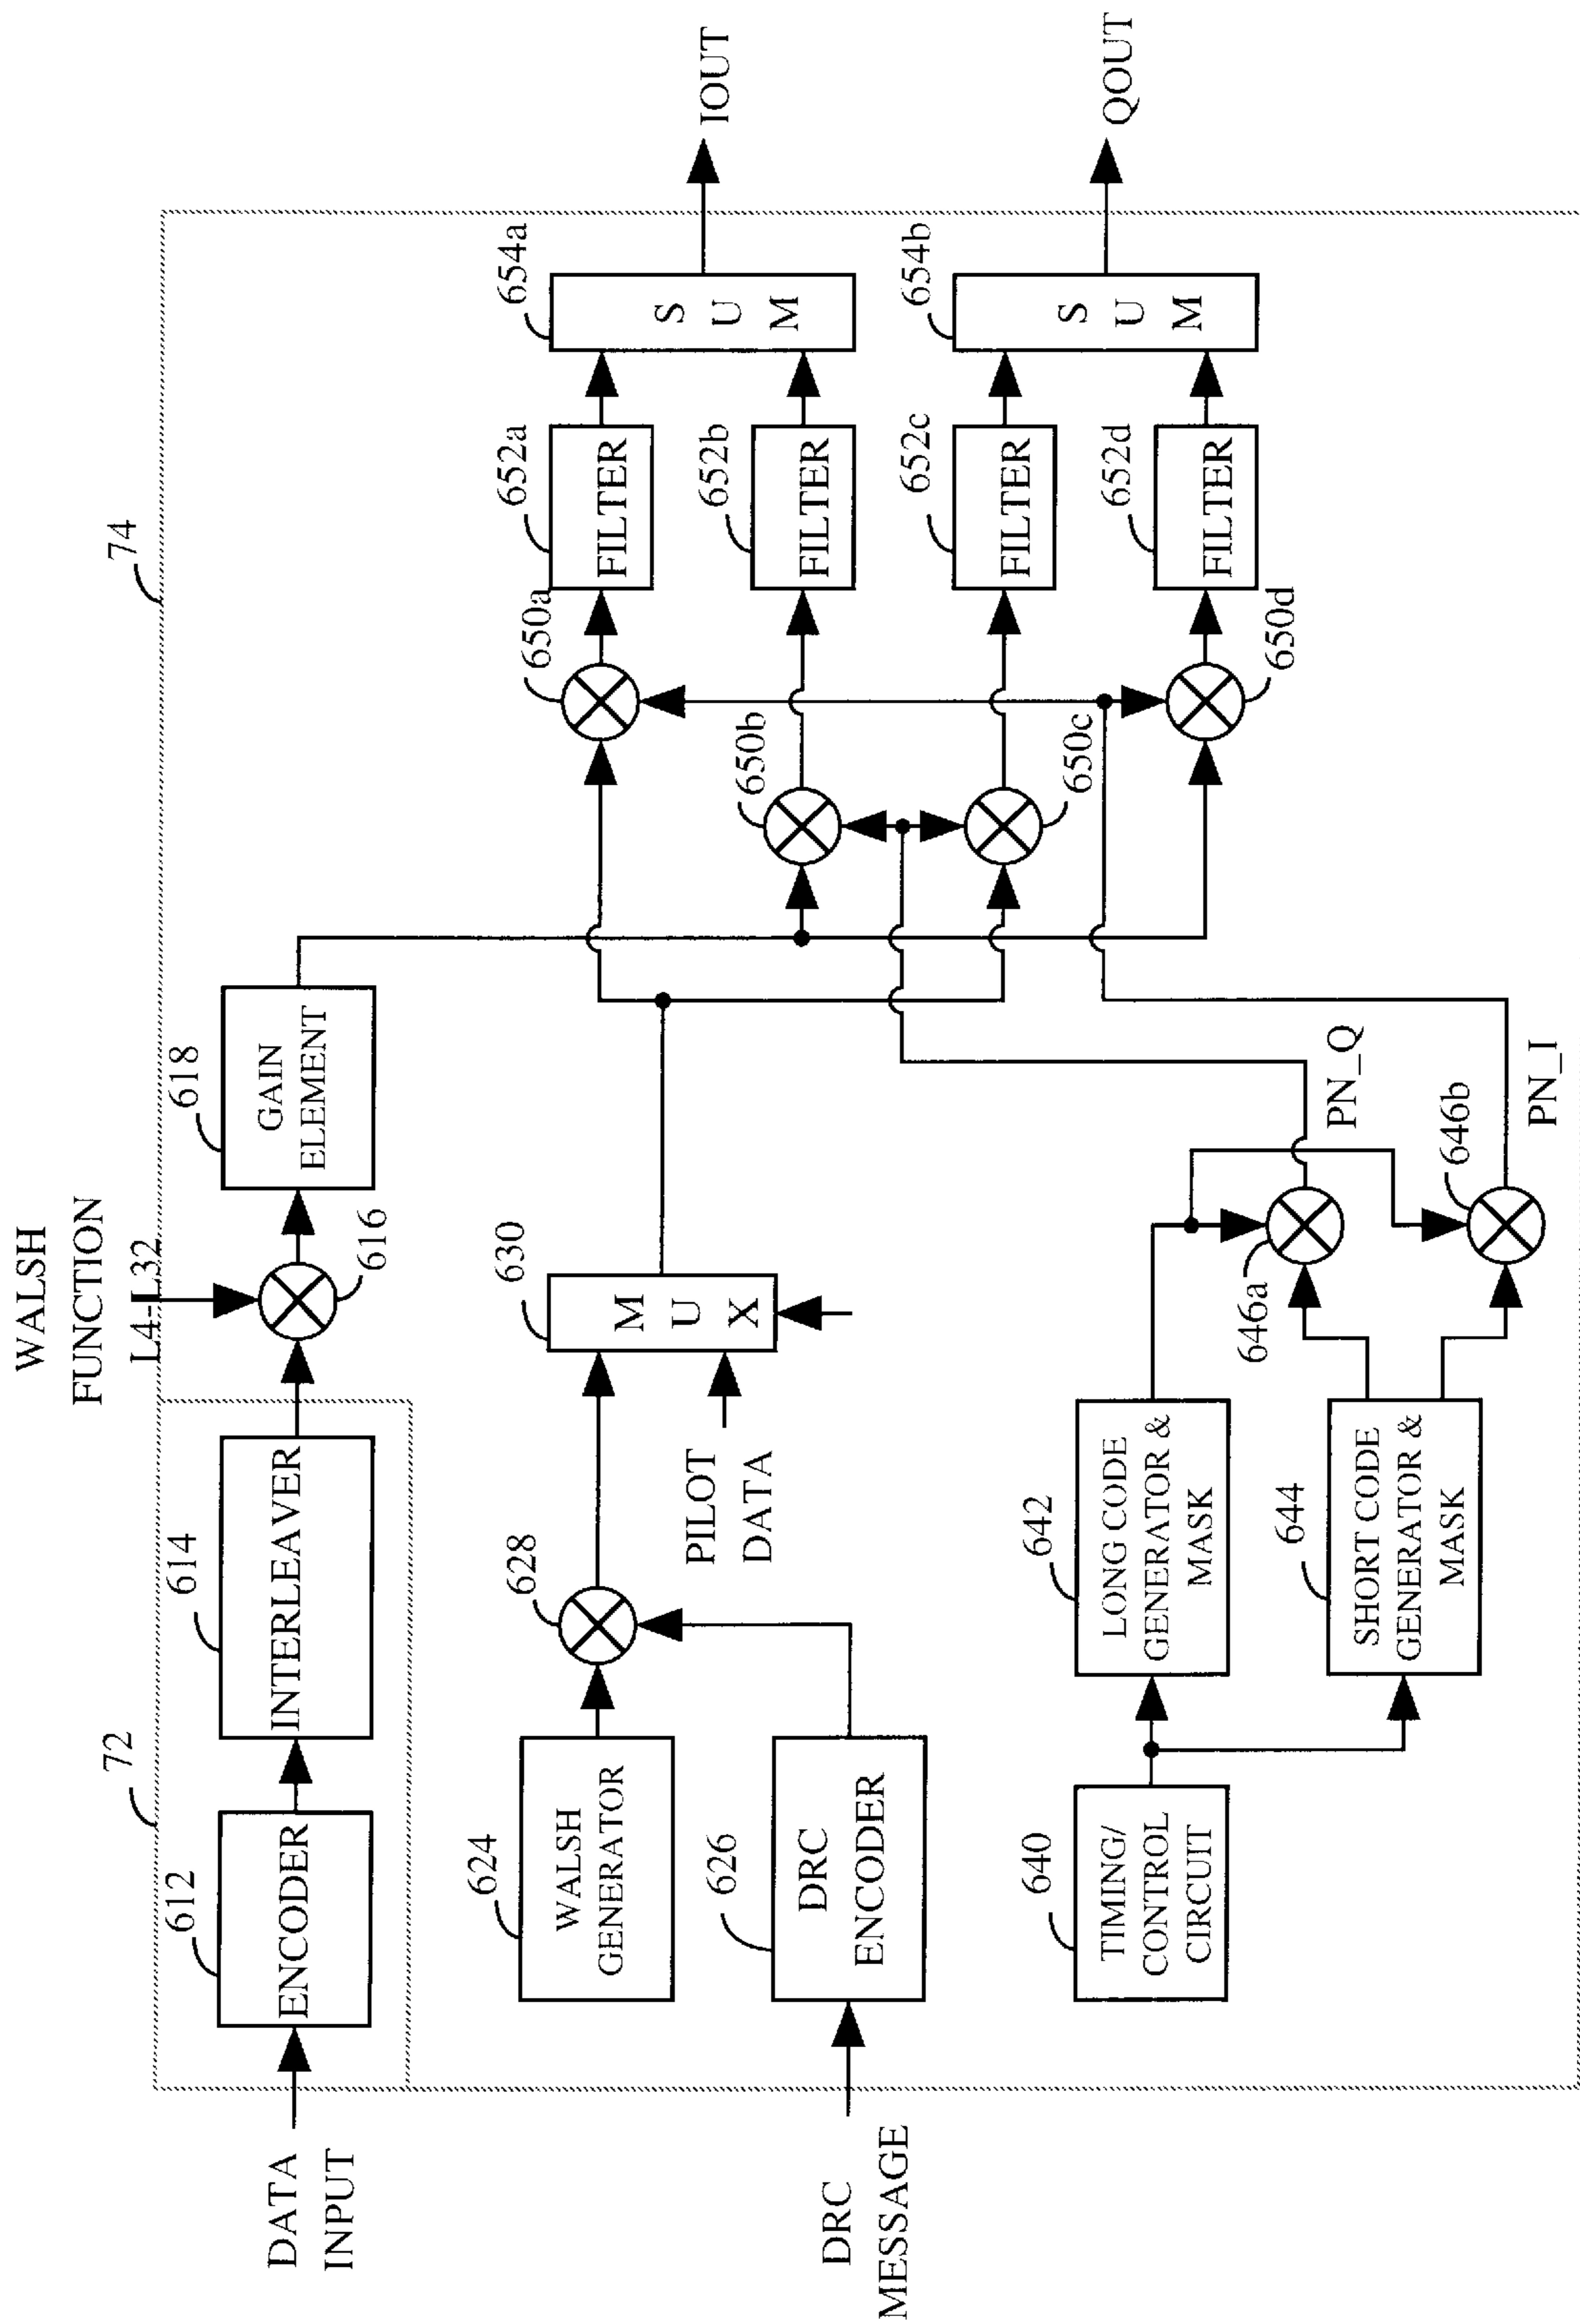 WALSH
FUNCTION
L4-L32
72
74
612
ENCODER
614
INTERLEAVER
616
618
GAIN
ELEMENT
DATA
INPUT
624
WALSH
GENERATOR
628
630
M
U
X
PILOT
DATA
626
DRC
ENCODER
DRC
MESSAGE
640
TIMING/
CONTROL
CIRCUIT
642
LONG CODE
GENERATOR &
MASK
644
SHORT CODE
GENERATOR &
MASK
646a
PN_Q
646b
PN_I
650a
650b
650c
650d
652a
FILTER
652b
FILTER
652c
FILTER
652d
FILTER
654a
S
U
M
IOUT
654b
S
U
M
QOUT